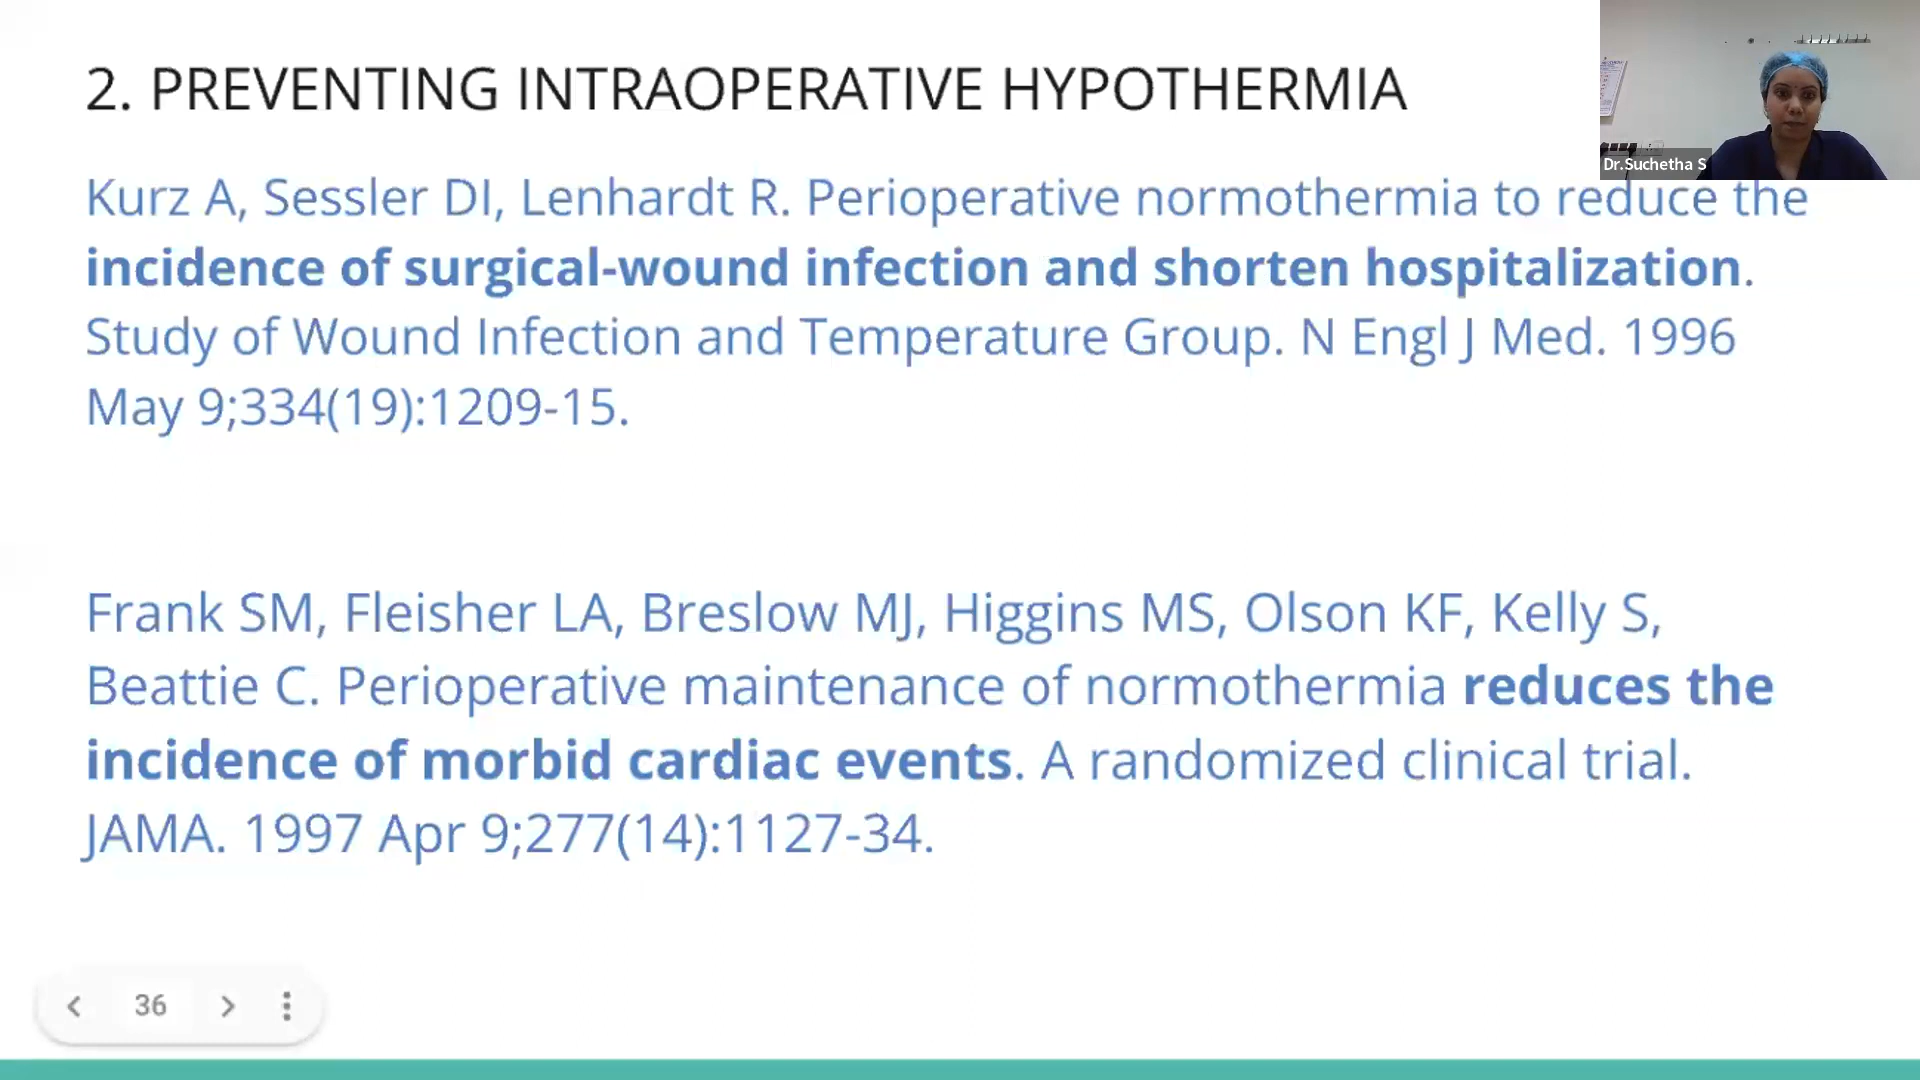 2. PREVENTING INTRAOPERATIVE HYPOTHERMIA
Dr.Suchetha S
Kurz A, Sessler DI, Lenhardt R. Perioperative normothermia to reduce the
incidence of surgical-wound infection and shorten hospitalization.
Study of Wound Infection and Temperature Group. N Engl J Med. 1996
May 9;334(19):1209-15.
Frank SM, Fleisher LA, Breslow MJ, Higgins MS, Olson KF, Kelly S,
Beattie C. Perioperative maintenance of normothermia reduces the
incidence of morbid cardiac events. A randomized clinical trial.
JAMA. 1997 Apr 9;277(14):1127-34.
36